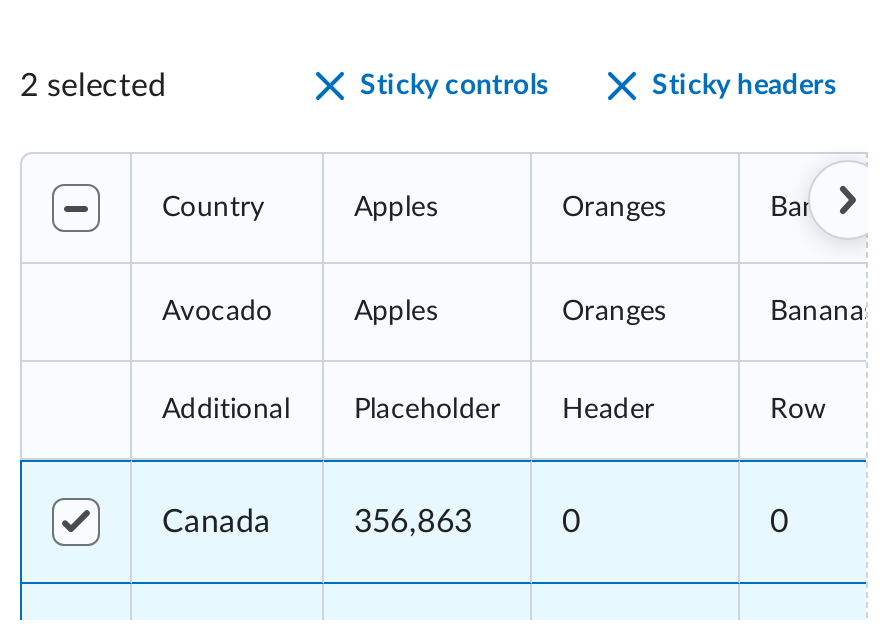 2 selected
Sticky controls
Sticky headers
Country Apples Oranges
Avocado Apples Oranges
Additional Placeholder Header Row
Canada 356,863 0 0